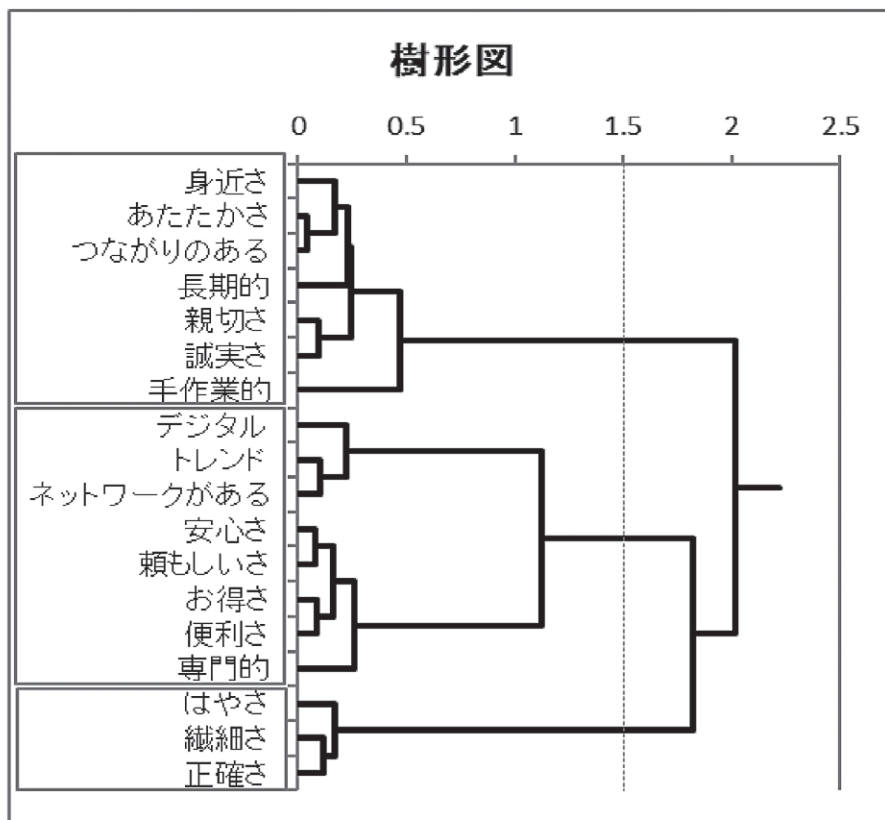 樹形図
0 0.5 1 1.5 2 2.5
身近さ
あたたかさ
つながりのある
長期的
親切さ
誠実さ
手作業的
デジタル
トレンド
ネットワークがある
安心さ
頼もしいさ
お得さ
便利さ
専門的
はやさ
繊細さ
正確さ